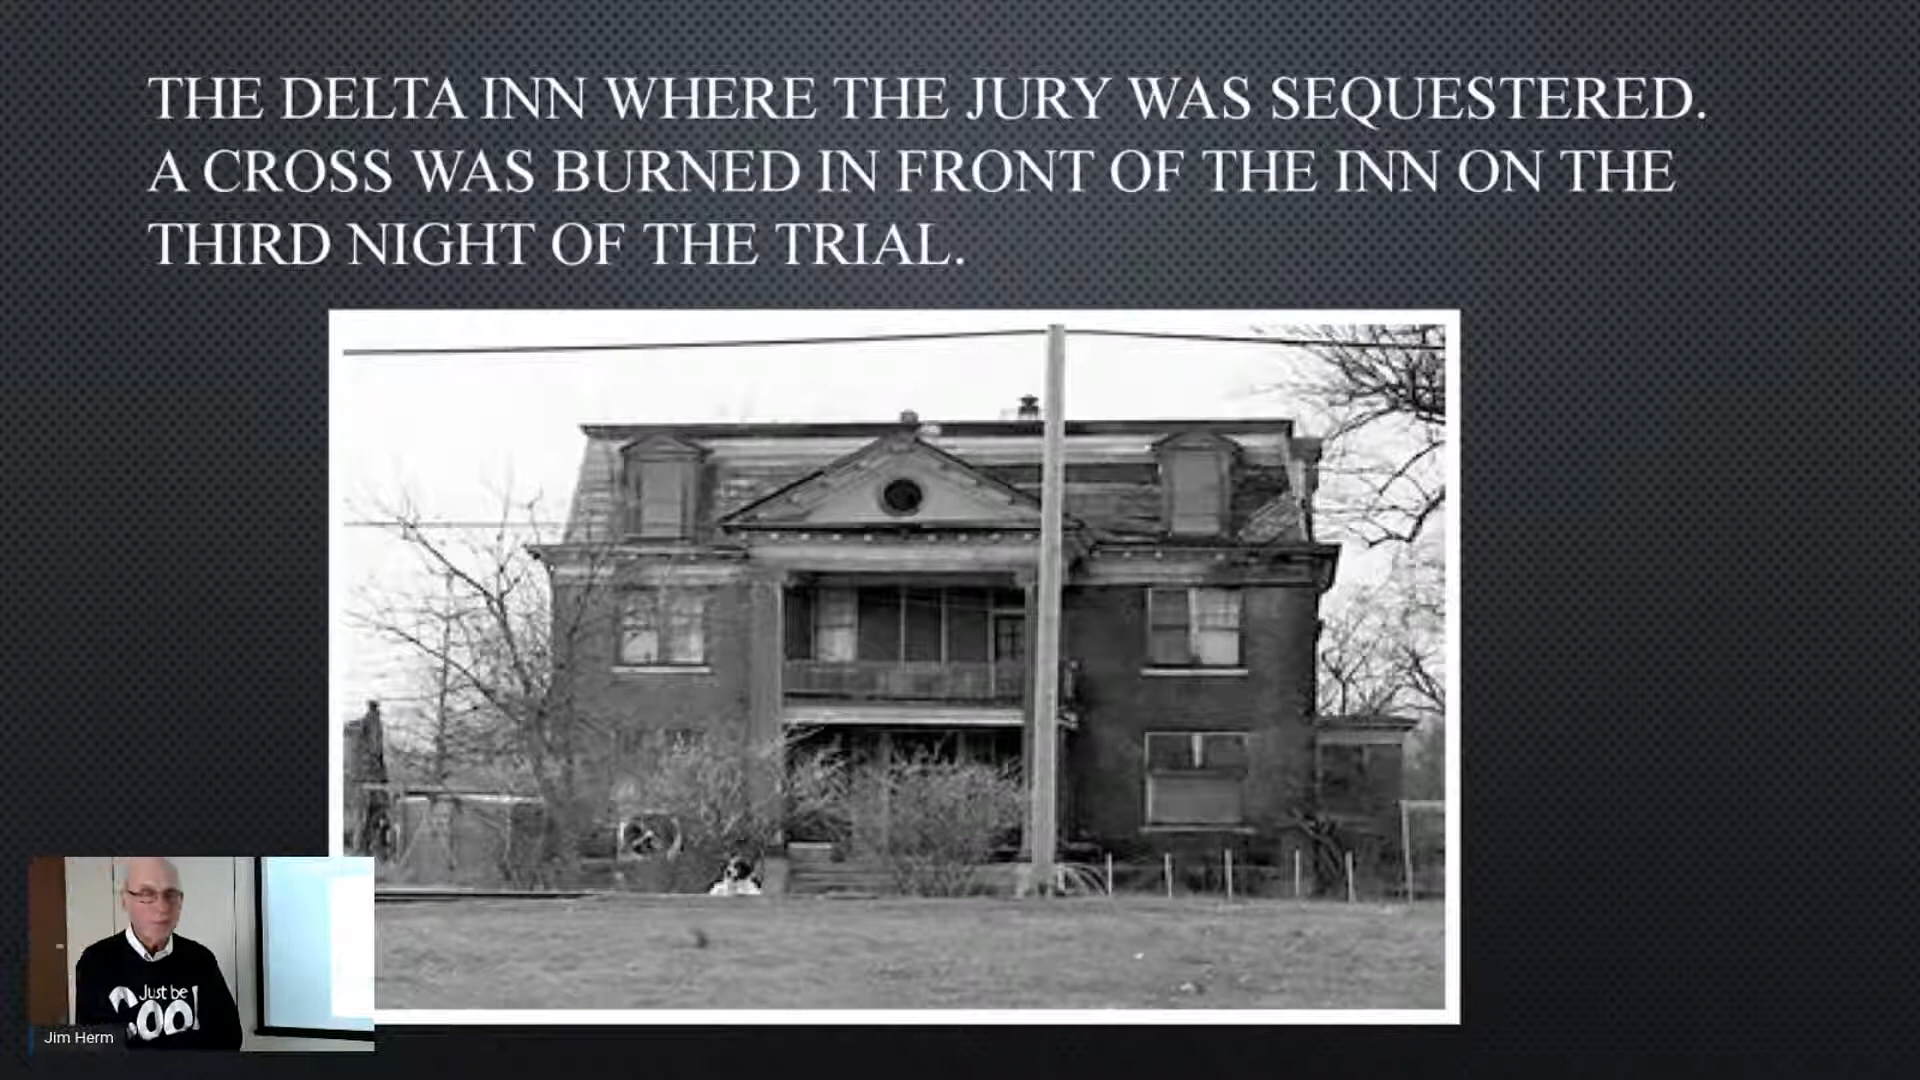 THE DELTA INN WHERE THE JURY WAS SEQUESTERED.
A CROSS WAS BURNED IN FRONT OF THE INN ON THE
THIRD NIGHT OF THE TRIAL.
Just be
Cool
Jim Herm